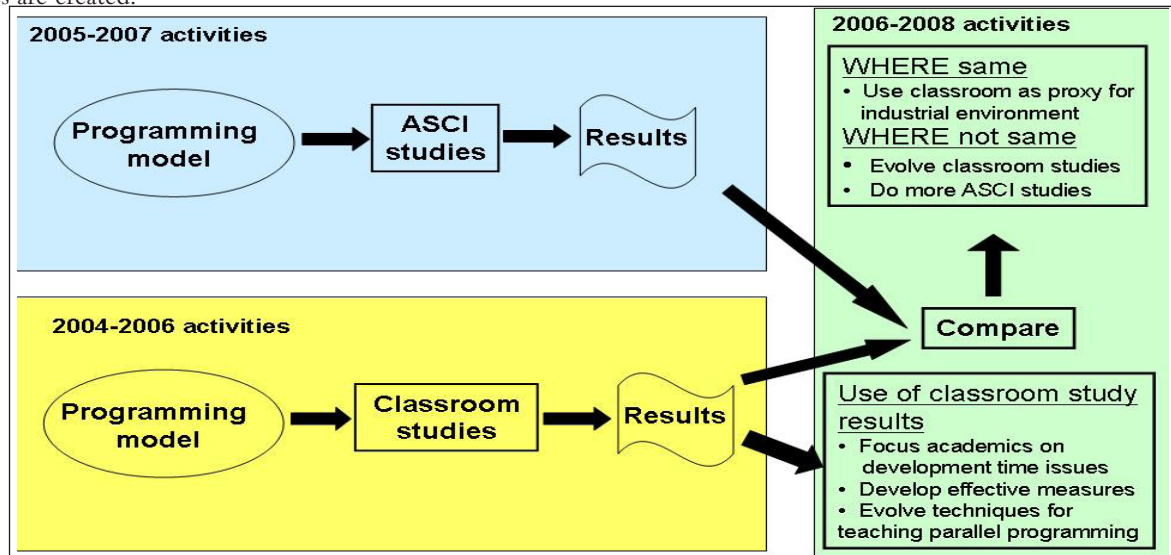 s are created.
2005-2007 activities
Programming
model
ASCI
studies
Results
2004-2006 activities
Programming
model
Classroom
studies
Results
2006-2008 activities
WHERE same
• Use classroom as proxy for
industrial environment
WHERE not same
• Evolve classroom studies
• Do more ASCI studies
Compare
Use of classroom study
results
• Focus academics on
development time issues
• Develop effective measures
• Evolve techniques for
teaching parallel programming